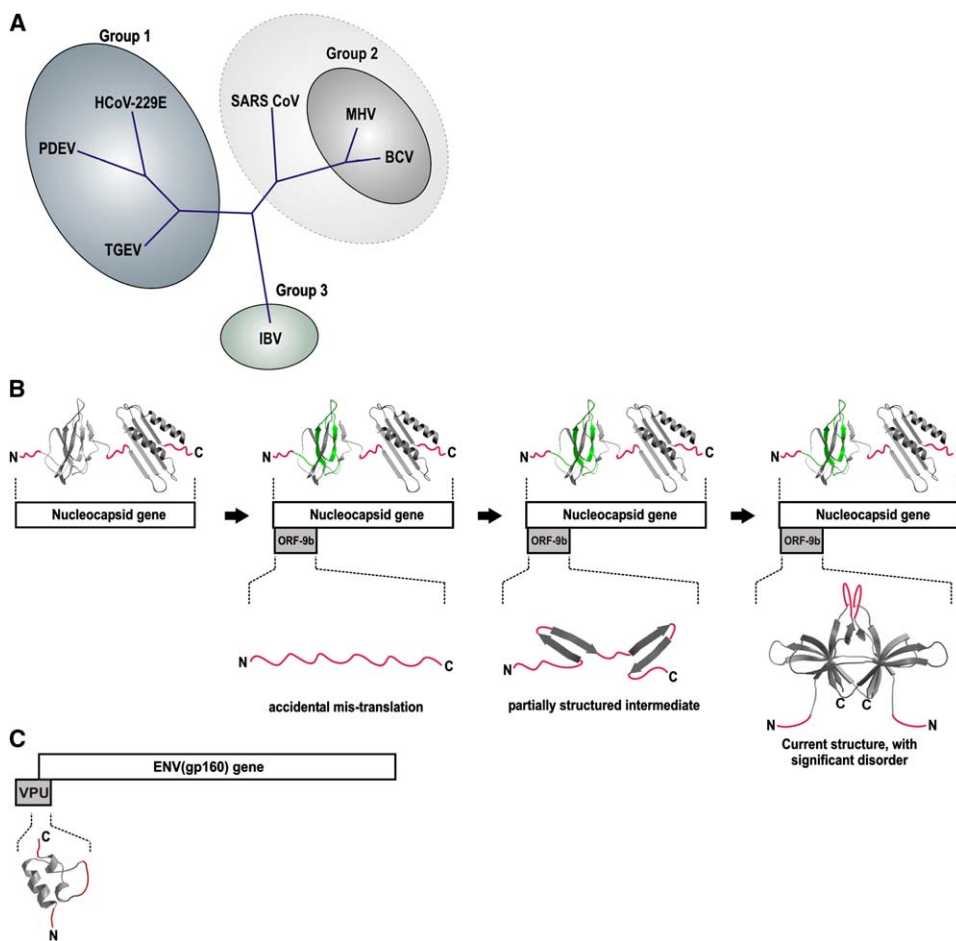 A
Group 1
Group 2
HCoV-229E
SARS CoV
MHV
PDEV
BCV
TGEV
Group 3
IBV
B
N C N C N C N C
Nucleocapsid gene Nucleocapsid gene Nucleocapsid gene Nucleocapsid gene
ORF-9b ORF-9b ORF-9b
N C
accidental mis-translation
N C
partially structured intermediate
C C
N N
Current structure, with
significant disorder
C
ENV(gp160) gene
VPU
C
N